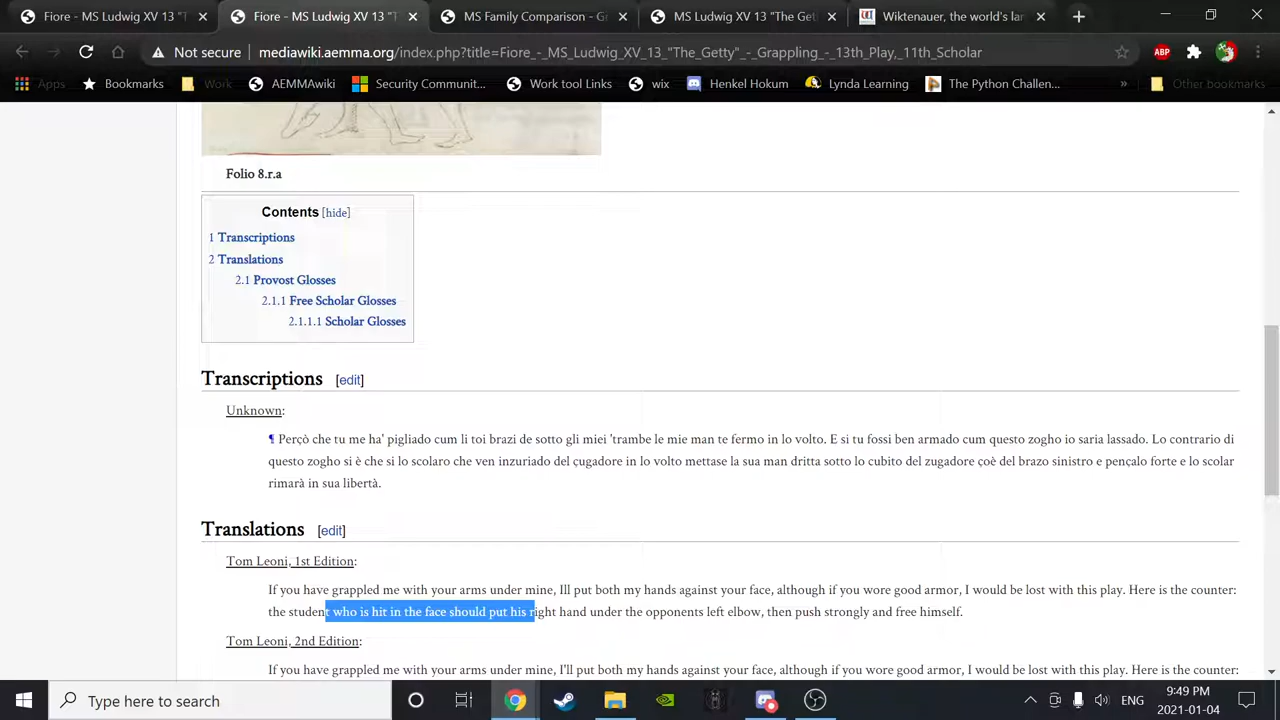 Fiore - MS Ludwig XV 13 "T
Fiore - MS Ludwig XV 13 "T
MS Family Comparison - G
MS Ludwig XV 13 "The Get
Wiktenauer, the world's lar
Not secure
mediawiki.aemma.org/index.php?title=Fiore_-_MS_Ludwig_XV_13_"The_Getty"_-_Grappling_-_13th_Play,_11th_Scholar
ABP
Apps
Bookmarks
Work
AEMMAwiki
Security Communit...
Work tool Links
wix
Henkel Hokum
Lynda Learning
The Python Challen...
»
Other bookmarks
Folio 8.r.a
Contents [hide]
1 Transcriptions
2 Translations
2.1 Provost Glosses
2.1.1 Free Scholar Glosses
2.1.1.1 Scholar Glosses
Transcriptions [edit]
Unknown:
¶ Perçò che tu me ha' pigliado cum li toi brazi de sotto gli miei 'trambe le mie man te fermo in lo volto. E si tu fossi ben armado cum questo zogho io saria lassado. Lo contrario di
questo zogho si è che si lo scolaro che ven inzuriado del çugadore in lo volto mettase la sua man dritta sotto lo cubito del zugadore çoè del brazo sinistro e pençalo forte e lo scolar
rimarà in sua libertà.
Translations [edit]
Tom Leoni, 1st Edition:
If you have grappled me with your arms under mine, Ill put both my hands against your face, although if you wore good armor, I would be lost with this play. Here is the counter:
the student who is hit in the face should put his right hand under the opponents left elbow, then push strongly and free himself.
Tom Leoni, 2nd Edition:
If you have grappled me with your arms under mine, I'll put both my hands against your face, although if you wore good armor, I would be lost with this play. Here is the counter:
Type here to search
ENG
9:49 PM
2021-01-04